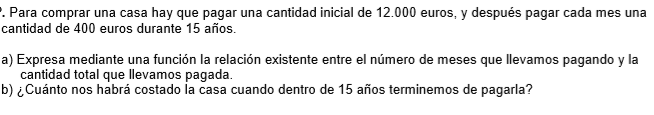 ?. Para comprar una casa hay que pagar una cantidad inicial de 12.000 euros, y después pagar cada mes una
cantidad de 400 euros durante 15 años.
a) Expresa mediante una función la relación existente entre el número de meses que llevamos pagando y la
cantidad total que llevamos pagada.
b) ¿Cuánto nos habrá costado la casa cuando dentro de 15 años terminemos de pagarla?